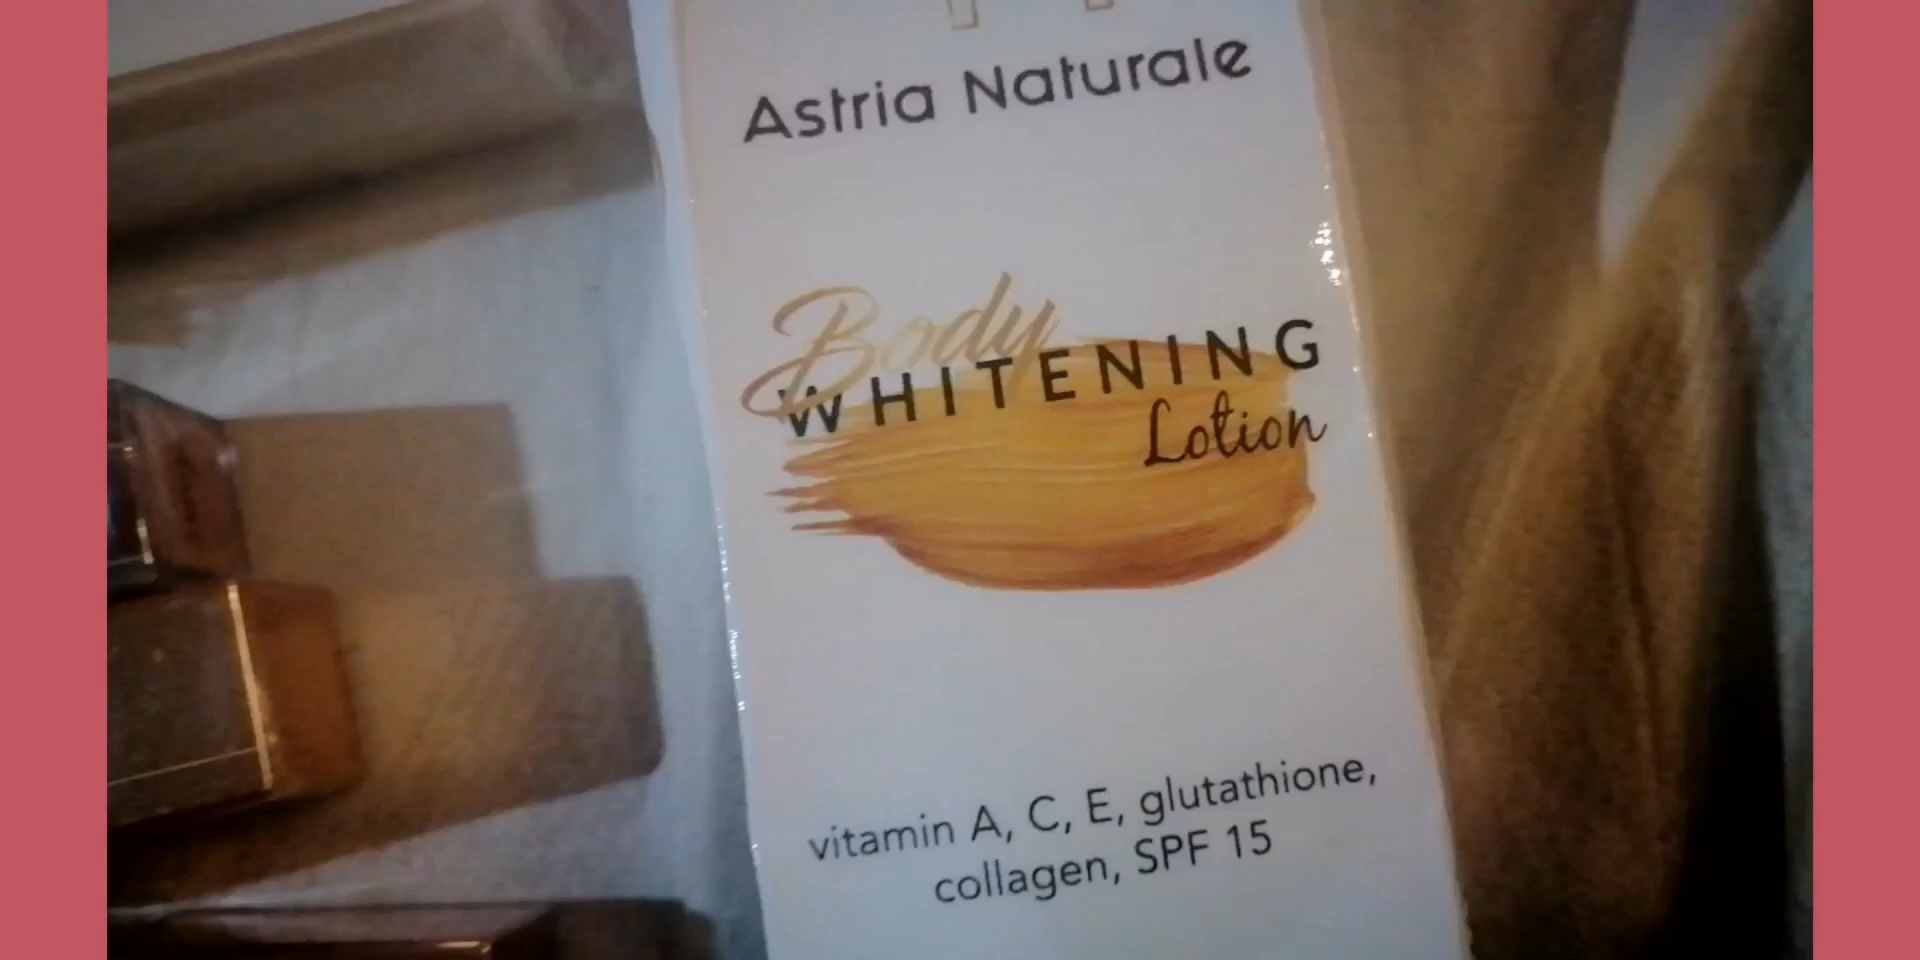 Astria Naturale
Body
WHITENING
Lotion
vitamin A, C, E, glutathione,
collagen, SPF 15